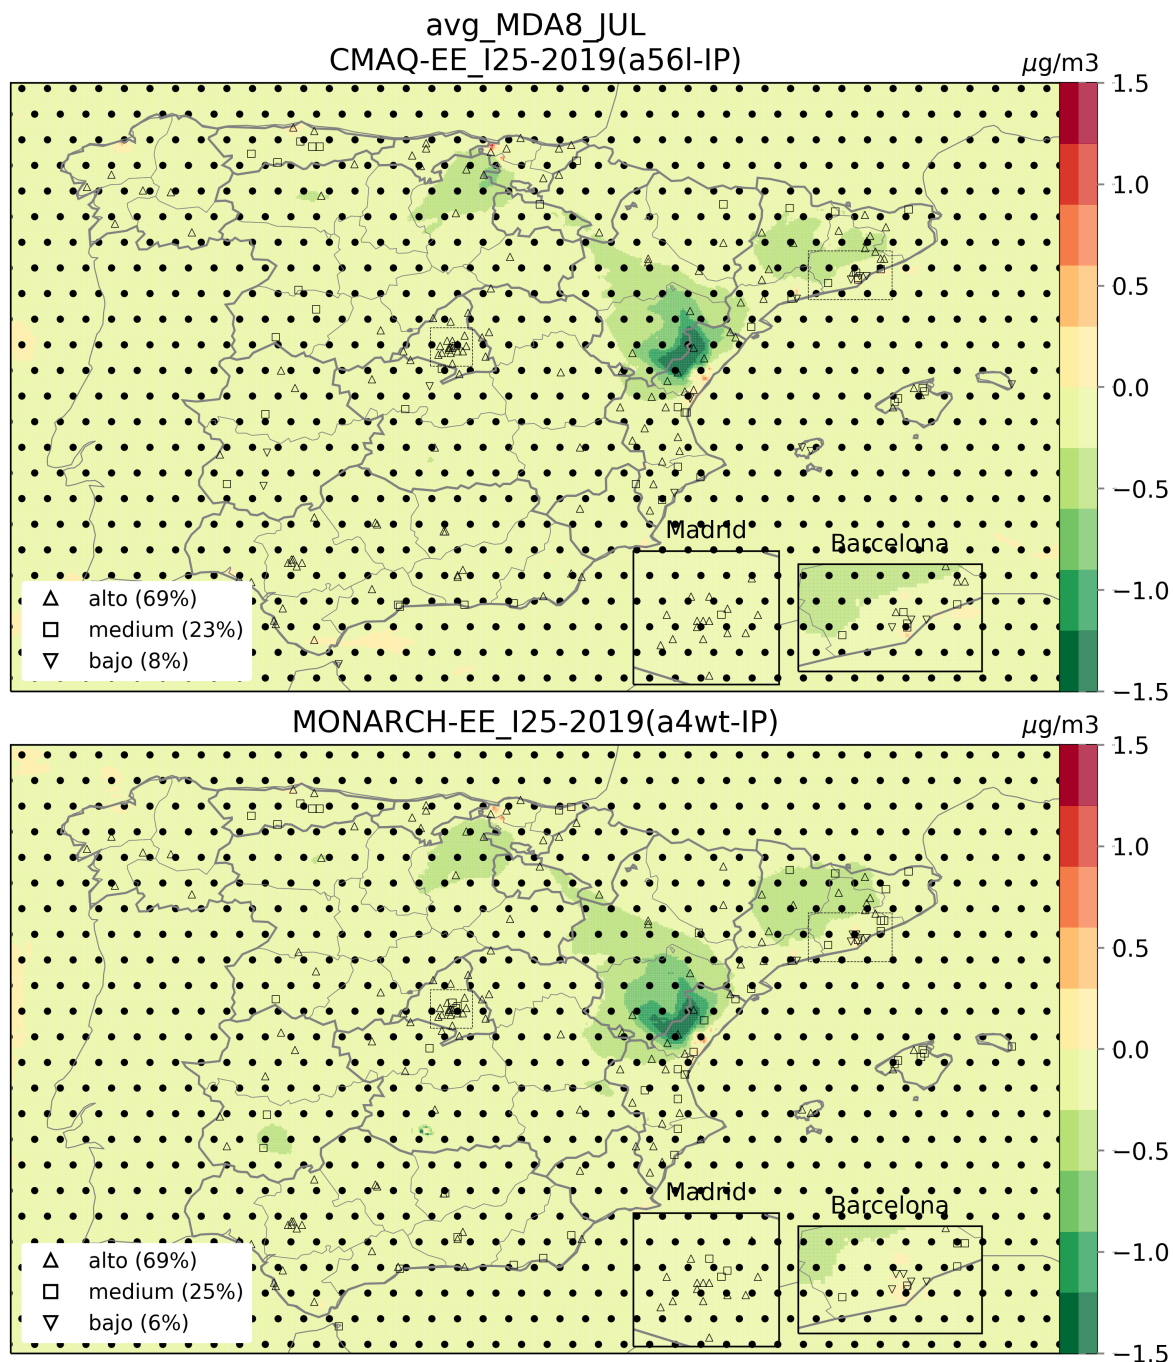 avg_MDA8_JUL
CMAQ-EE_I25-2019(a56l-IP)
μg/m3
1.5
1.0
0.5
0.0
−0.5
−1.0
−1.5
Madrid
Barcelona
alto (69%)
medium (23%)
bajo (8%)
MONARCH-EE_I25-2019(a4wt-IP)
μg/m3
1.5
1.0
0.5
0.0
−0.5
−1.0
−1.5
Madrid
Barcelona
alto (69%)
medium (25%)
bajo (6%)